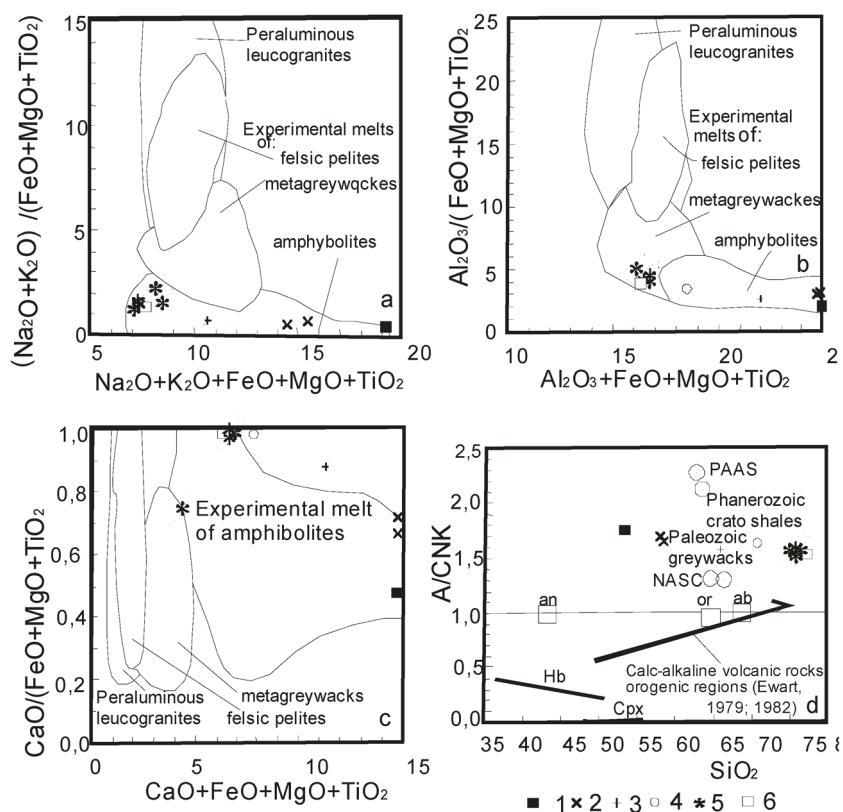 15
10
5
0
(Na₂O+K₂O) /(FeO+MgO+TiO₂)
Peraluminous
leucogranites
Experimental melts
of:
felsic pelites
metagreywqckes
amphybolites
a
5 10 15 20
Na₂O+K₂O+FeO+MgO+TiO₂
25
20
15
10
5
0
Al₂O₃/(FeO+MgO+TiO₂)
Peraluminous
leucogranites
Experimental
melts of:
felsic pelites
metagreywackes
amphybolites
b
10 15 20 2
Al₂O₃+FeO+MgO+TiO₂
1,0
0,8
0,6
0,4
0,2
0,0
CaO/(FeO+MgO+TiO₂
Experimental melt
of amphibolites
Peraluminous
leucogranites
metagreywacks
felsic pelites
c
0 5 10 15
CaO+FeO+MgO+TiO₂
2,5
2,0
1,5
1,0
0,5
0,0
A/CNK
PAAS
Phanerozoic
crato shales
Paleozoic
greywacks
NASC
an or ab
Hb
Cpx
Calc-alkaline volcanic rocks
orogenic regions (Ewart,
1979; 1982)
d
35 40 45 50 55 60 65 70 75 8
SiO₂
1 2 3 4 5 6